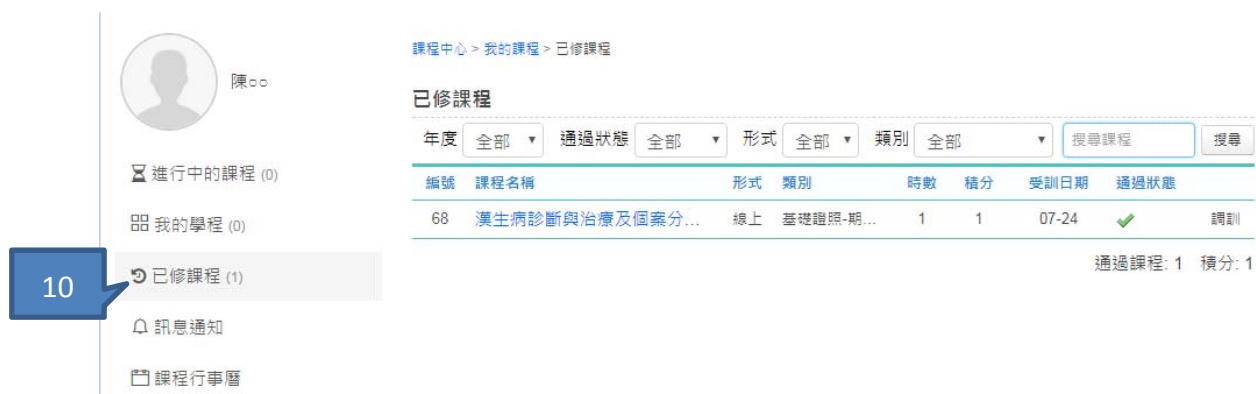 陳○○
進行中的課程 (0)
我的學程 (0)
10
已修課程 (1)
訊息通知
課程行事曆
課程中心 > 我的課程 > 已修課程
已修課程
年度 全部 通過狀態 全部 形式 全部 類別 全部 搜尋課程 搜尋
編號 課程名稱 形式 類別 時數 積分 受訓日期 通過狀態
68 漢生病診斷與治療及個案分... 線上 基礎證照-期... 1 1 07-24 調訓
通過課程: 1 積分: 1